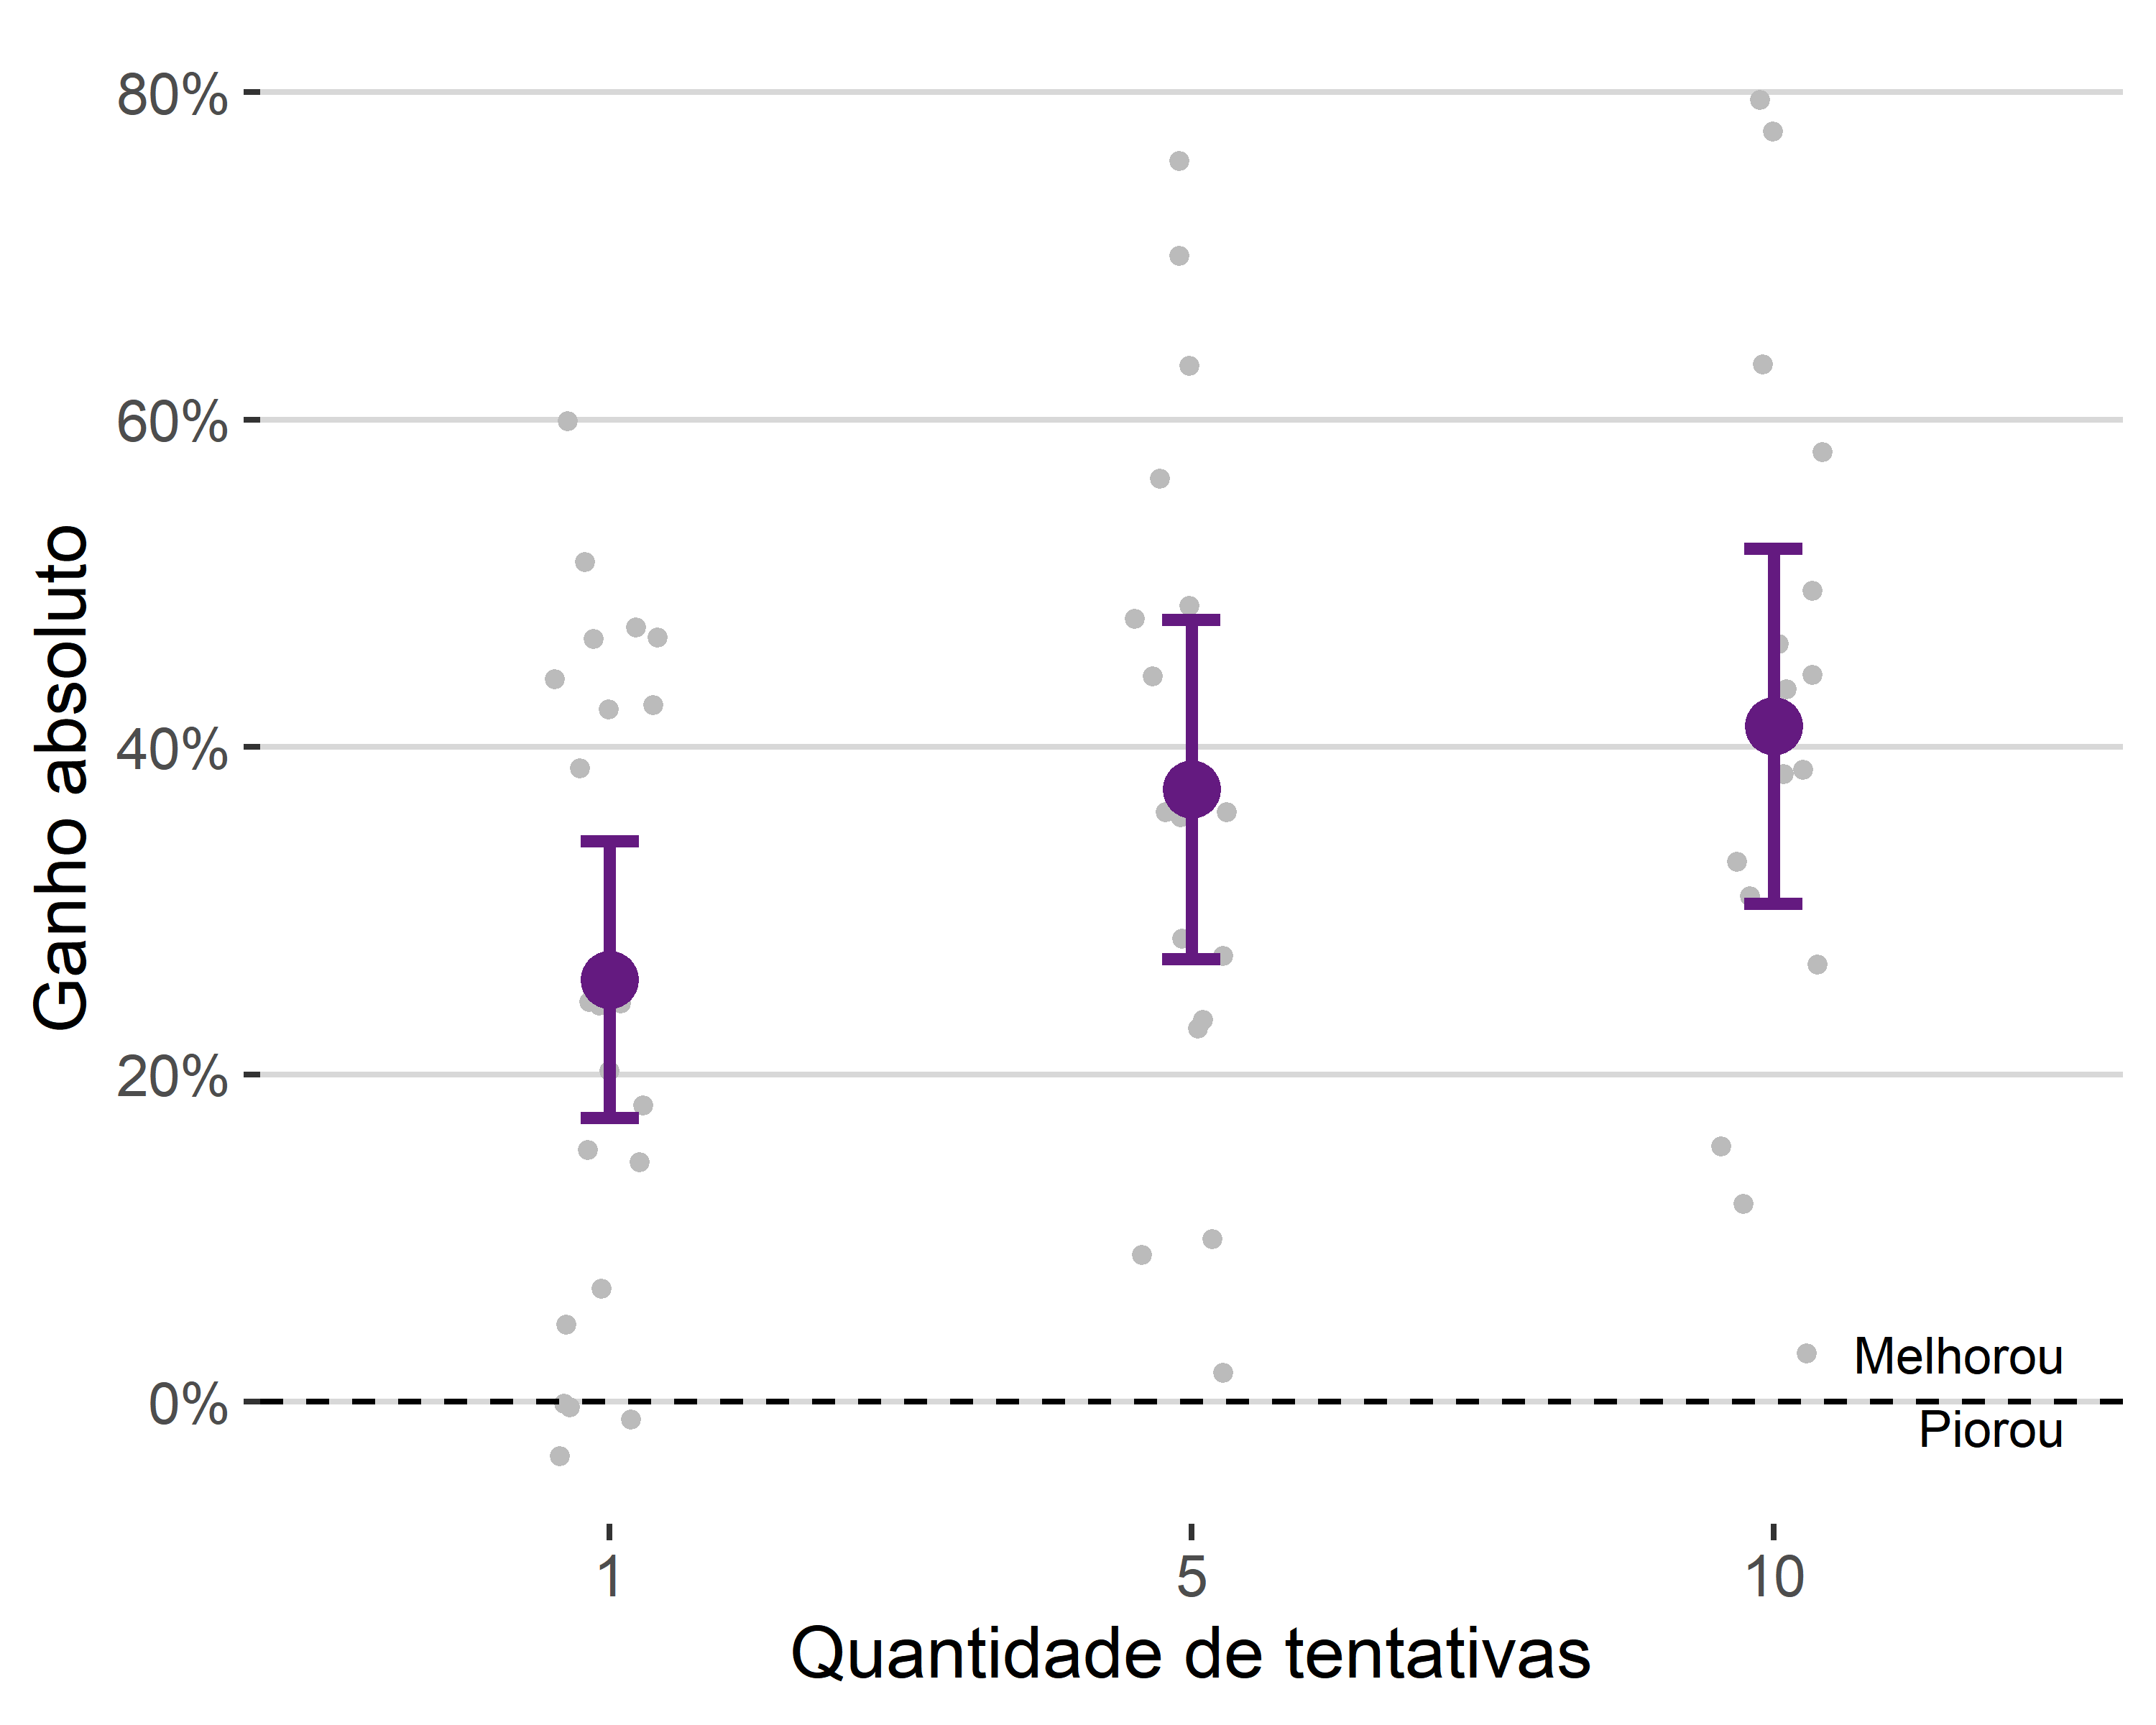 80%
60%
40%
20%
0%
Ganho absoluto
Melhorou
Piorou
1 5 10
Quantidade de tentativas